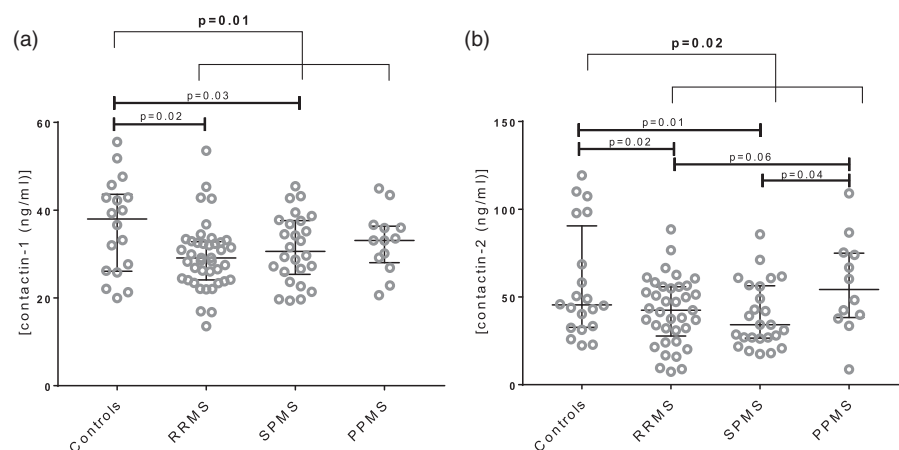 (a)
p=0.01
p=0.03
p=0.02
60
40
20
0
[contactin-1 (ng/ml)]
Controls
RRMS
SPMS
PPMS
(b)
p=0.02
p=0.01
p=0.02
p=0.06
p=0.04
150
100
50
0
[contactin-2 (ng/ml)]
Controls
RRMS
SPMS
PPMS